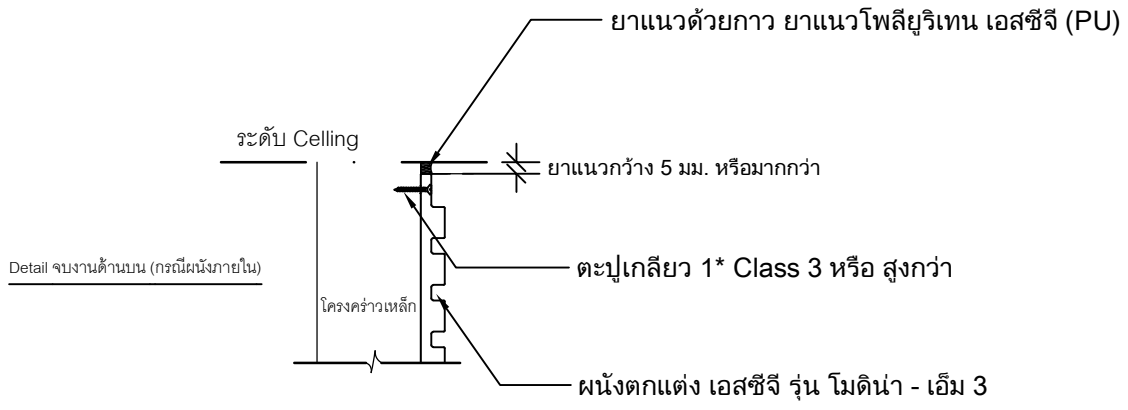 ยาแนวด้วยกาว ยาแนวโพลียูริเทน เอสซีจี (PU)
ระดับ Celling
ยาแนวกว้าง 5 มม. หรือมากกว่า
Detail จบงานด้านบน (กรณีผนังภายใน)
ตะปูเกลียว 1* Class 3 หรือ สูงกว่า
โครงคร่าวเหล็ก
ผนังตกแต่ง เอสซีจี รุ่น โมดิน่า - เอ็ม 3